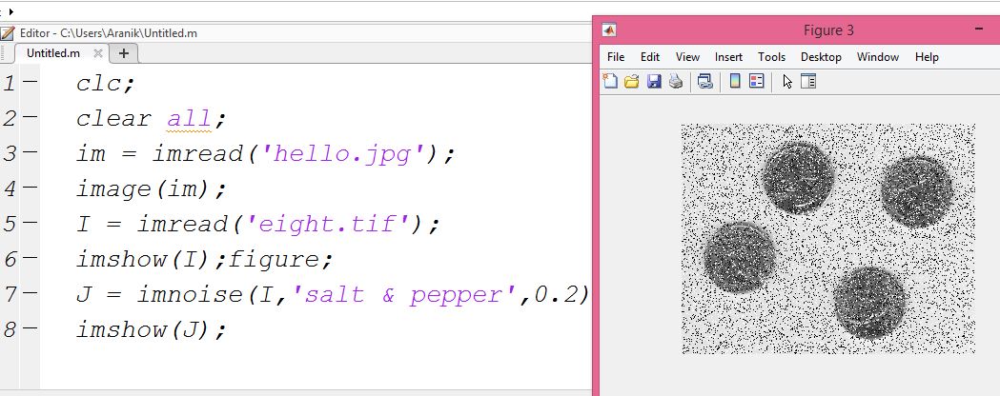 Editor - C:\Users\Aranik\Untitled.m
Untitled.m
1 clc;
2 clear all;
3 im = imread('hello.jpg');
4 image(im);
5 I = imread('eight.tif');
6 imshow(I);figure;
7 J = imnoise(I,'salt & pepper',0.2)
8 imshow(J);
Figure 3
File Edit View Insert Tools Desktop Window Help